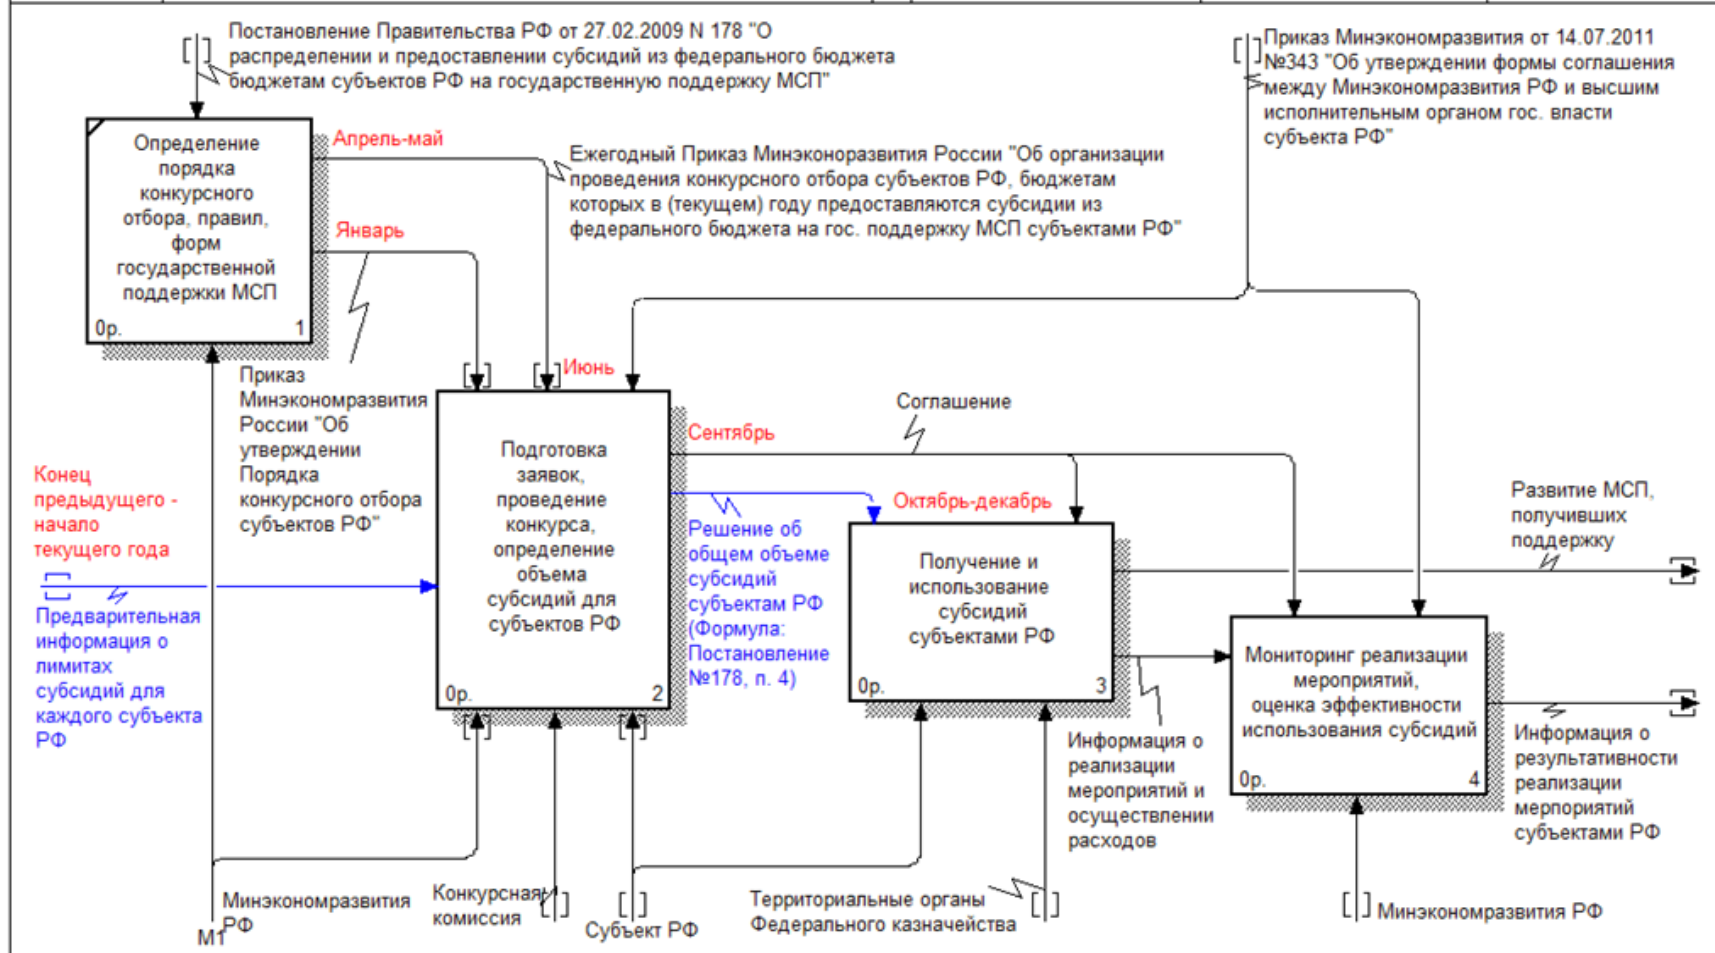 Постановление Правительства РФ от 27.02.2009 N 178 "О
распределении и предоставлении субсидий из федерального бюджета
бюджетам субъектов РФ на государственную поддержку МСП"
Приказ Минэкономразвития от 14.07.2011
№343 "Об утверждении формы соглашения
между Минэкономразвития РФ и высшим
исполнительным органом гос. власти
субъекта РФ"
Определение
порядка
конкурсного
отбора, правил,
форм
государственной
поддержки МСП
0р.
1
Апрель-май
Ежегодный Приказ Минэконоразвития России "Об организации
проведения конкурсного отбора субъектов РФ, бюджетам
которых в (текущем) году предоставляются субсидии из
федерального бюджета на гос. поддержку МСП субъектами РФ"
Январь
Приказ
Минэкономразвития
России "Об
утверждении
Порядка
конкурсного отбора
субъектов РФ"
Июнь
Конец
предыдущего -
начало
текущего года
Предварительная
информация о
лимитах
субсидий для
каждого субъекта
РФ
Подготовка
заявок,
проведение
конкурса,
определение
объема
субсидий для
субъектов РФ
0р.
2
Сентябрь
Соглашение
Решение об
общем объеме
субсидий
субъектам РФ
(Формула:
Постановление
№178, п. 4)
Октябрь-декабрь
Получение и
использование
субсидий
субъектами РФ
0р.
3
Развитие МСП,
получивших
поддержку
Мониторинг реализации
мероприятий,
оценка эффективности
использования субсидий
0р.
4
Информация о
реализации
мероприятий и
осуществлении
расходов
Информация о
результативности
реализации
мерпориятий
субъектами РФ
Минэкономразвития
РФ
М1
Конкурсная
комиссия
Субъект РФ
Территориальные органы
Федерального казначейства
Минэкономразвития РФ